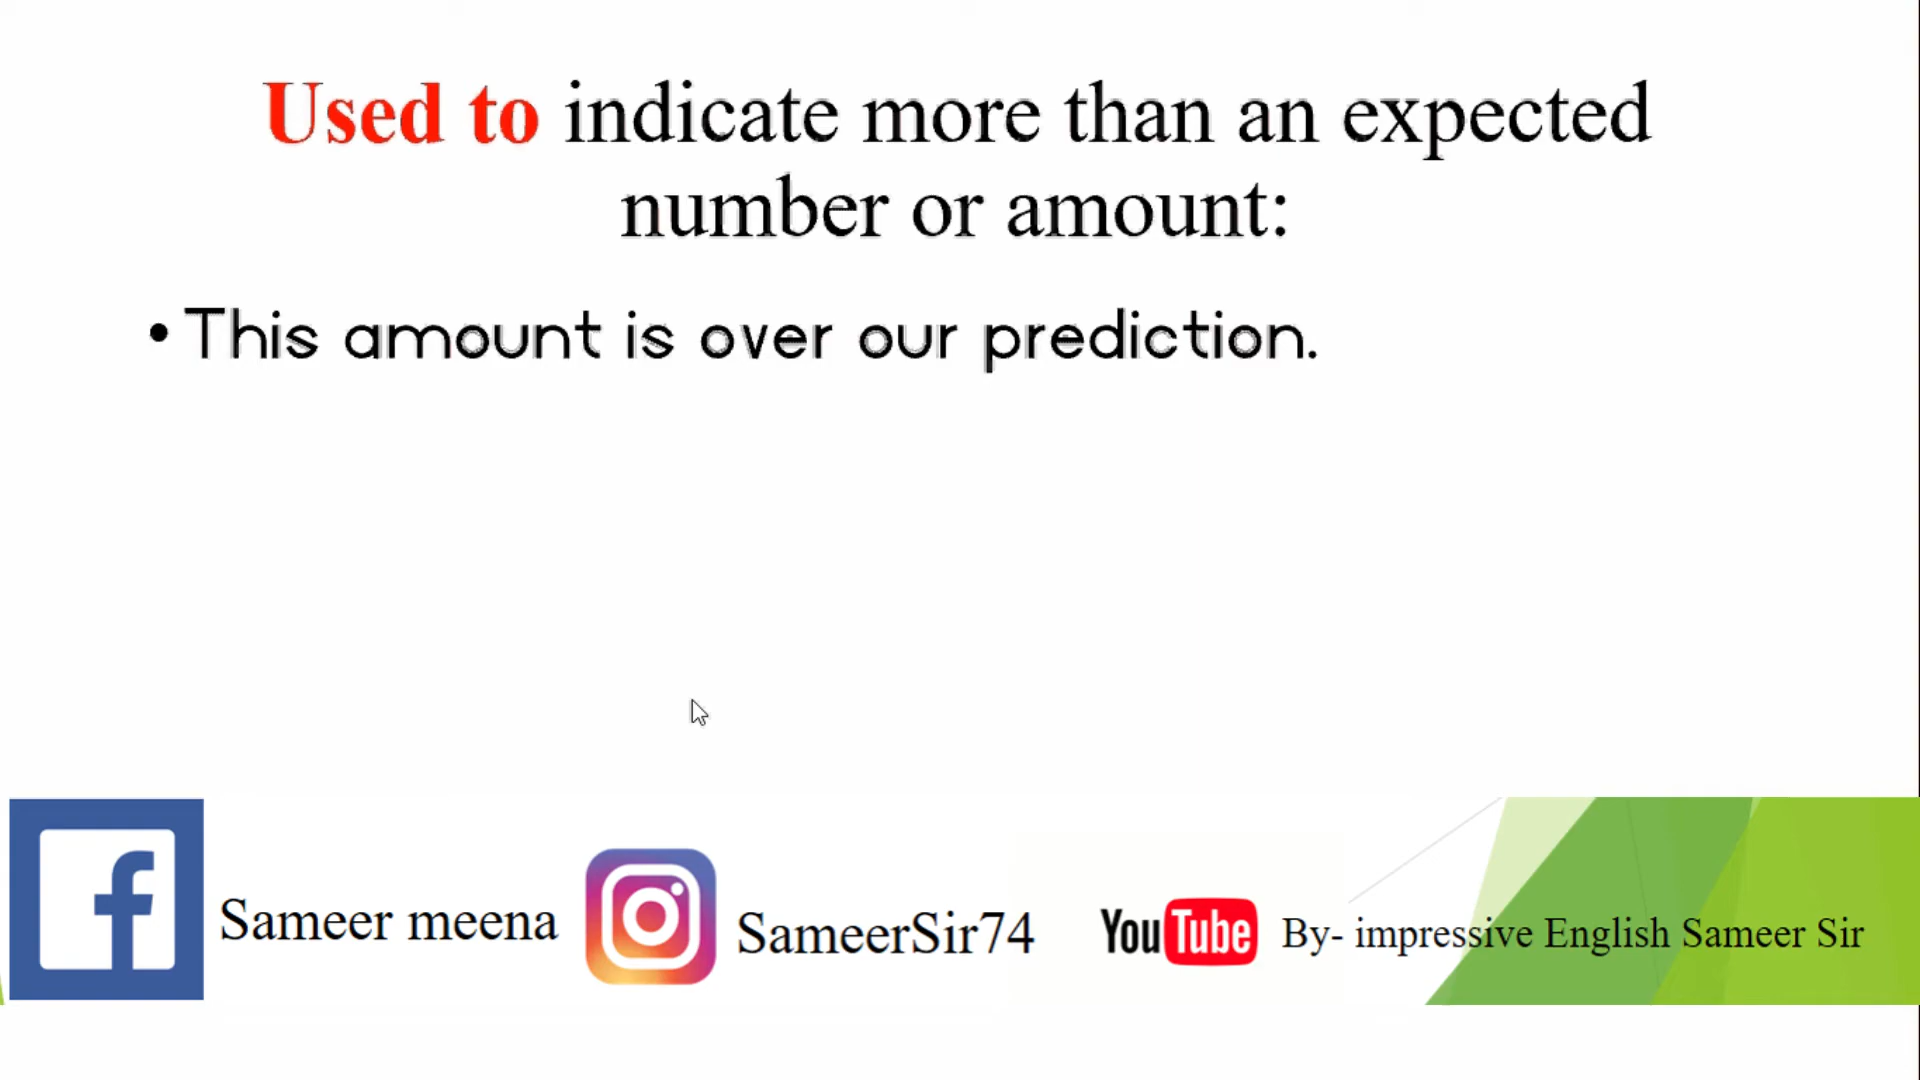 Used to indicate more than an expected
number or amount:
• This amount is over our prediction.
f Sameer meena
SameerSir74
YouTube By- impressive English Sameer Sir